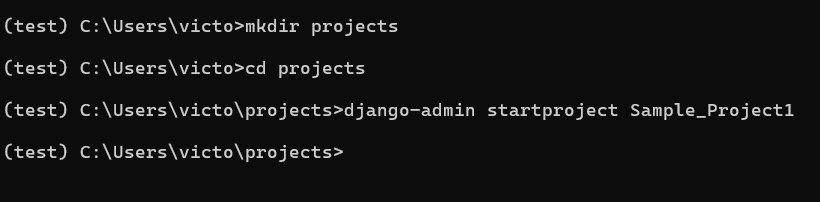 (test) C:\Users\victo>mkdir projects
(test) C:\Users\victo>cd projects
(test) C:\Users\victo\projects>django-admin startproject Sample_Project1
(test) C:\Users\victo\projects>